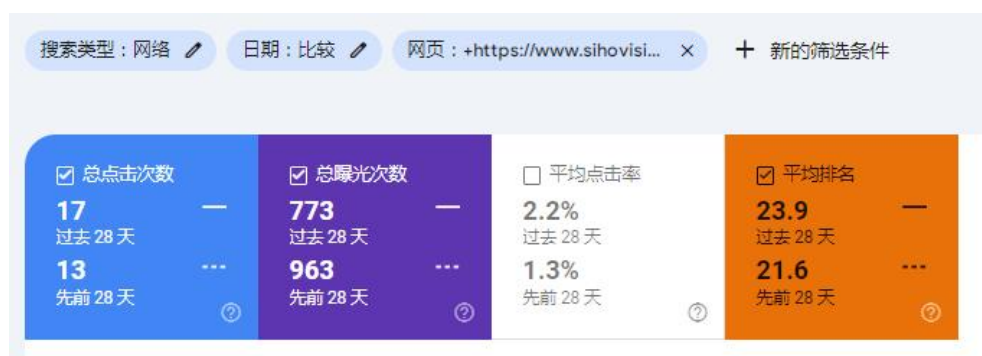 搜索类型：网络
日期：比较
网页：+https://www.sihovisi...
新的筛选条件
总点击次数
17
过去 28 天
13
先前 28 天
总曝光次数
773
过去 28 天
963
先前 28 天
平均点击率
2.2%
过去 28 天
1.3%
先前 28 天
平均排名
23.9
过去 28 天
21.6
先前 28 天